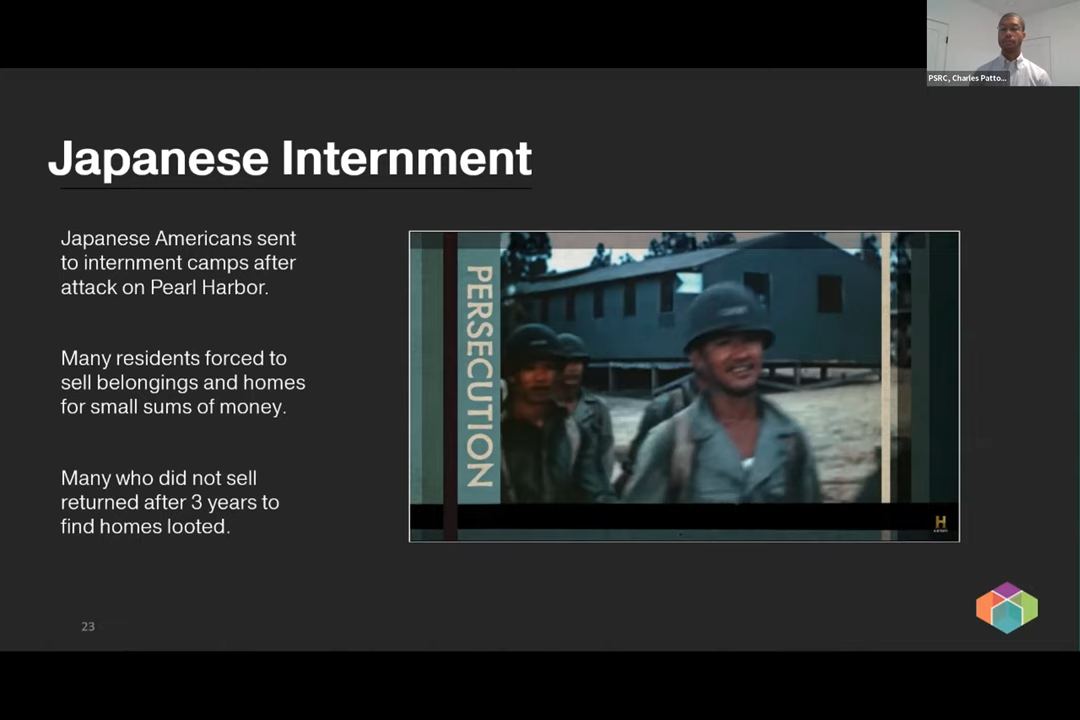 PSRC, Charles Patto...
Japanese Internment
Japanese Americans sent
to internment camps after
attack on Pearl Harbor.
Many residents forced to
sell belongings and homes
for small sums of money.
Many who did not sell
returned after 3 years to
find homes looted.
PERSECUTION
H
23